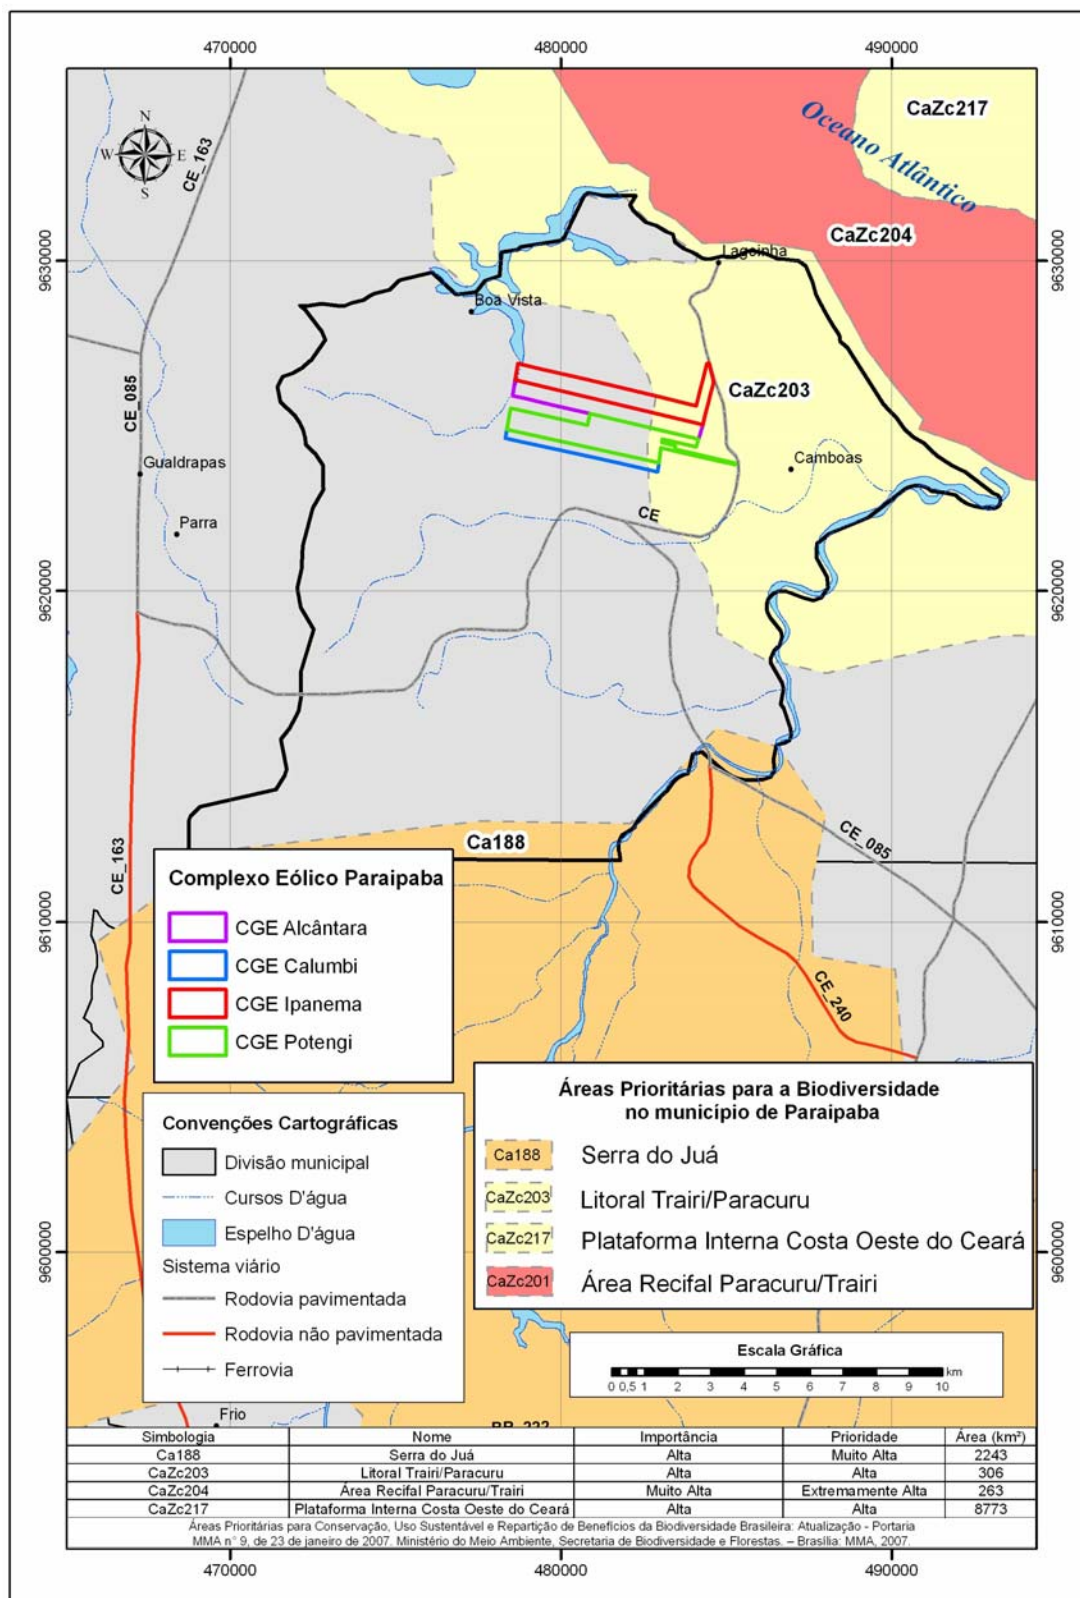 470000
480000
490000
CaZc217
Oceano Atlântico
CE_163
N
W
E
S
CaZc204
9630000
9630000
Lagoinha
Boa Vista
CaZc203
CE_085
Gualdrapas
Camboas
Parra
CE
9620000
9620000
CE_085
Ca188
CE_163
Complexo Eólico Paraipaba
CGE Alcântara
CGE Calumbi
CGE Ipanema
CGE Potengi
9610000
9610000
CE_240
Áreas Prioritárias para a Biodiversidade
no município de Paraipaba
Ca188 Serra do Juá
CaZc203 Litoral Trairi/Paracuru
CaZc217 Plataforma Interna Costa Oeste do Ceará
CaZc201 Área Recifal Paracuru/Trairi
Convenções Cartográficas
Divisão municipal
Cursos D'água
Espelho D'água
Sistema viário
Rodovia pavimentada
Rodovia não pavimentada
Ferrovia
9600000
9600000
Escala Gráfica
0 0,5 1 2 3 4 5 6 7 8 9 10 km
Frio
BR_222
Simbologia Nome Importância Prioridade Área (km²)
Ca188 Serra do Juá Alta Muito Alta 2243
CaZc203 Litoral Trairi/Paracuru Alta Alta 306
CaZc204 Área Recifal Paracuru/Trairi Muito Alta Extremamente Alta 263
CaZc217 Plataforma Interna Costa Oeste do Ceará Alta Alta 8773
Áreas Prioritárias para Conservação, Uso Sustentável e Repartição de Benefícios da Biodiversidade Brasileira: Atualização - Portaria
MMA n° 9, de 23 de janeiro de 2007. Ministério do Meio Ambiente, Secretaria de Biodiversidade e Florestas. – Brasília: MMA, 2007.
470000
480000
490000